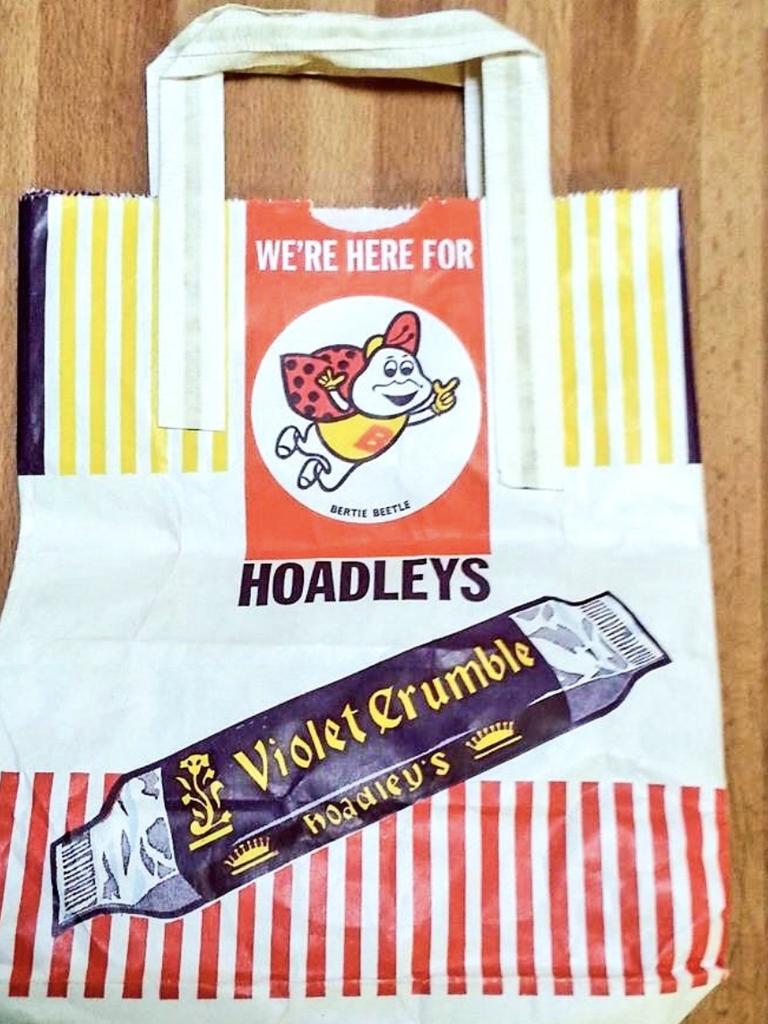 WE'RE HERE FOR
B
BERTIE BEETLE
HOADLEYS
Violet Crumble
hoadley's